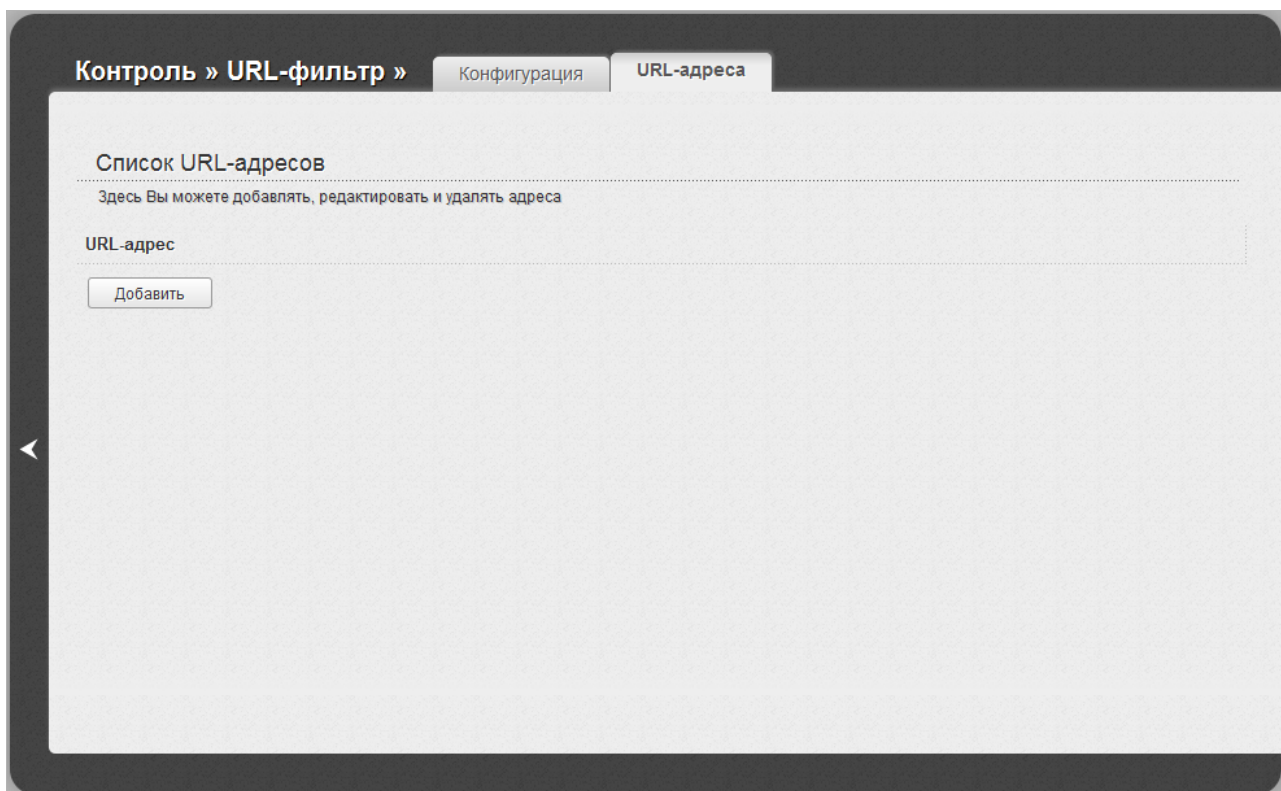 Контроль » URL-фильтр » Конфигурация URL-адреса
Список URL-адресов
Здесь Вы можете добавлять, редактировать и удалять адреса
URL-адрес
Добавить